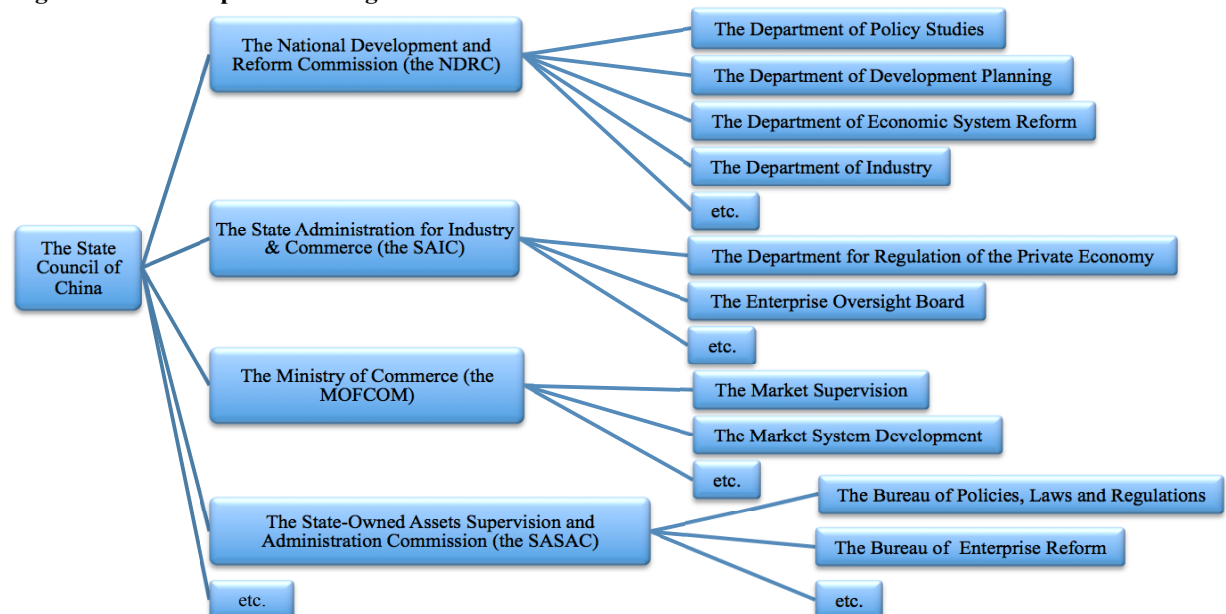 The National Development and
Reform Commission (the NDRC)
The Department of Policy Studies
The Department of Development Planning
The Department of Economic System Reform
The Department of Industry
etc.
The State
Council of
China
The State Administration for Industry
& Commerce (the SAIC)
The Department for Regulation of the Private Economy
The Enterprise Oversight Board
etc.
The Ministry of Commerce (the
MOFCOM)
The Market Supervision
The Market System Development
etc.
The State-Owned Assets Supervision and
Administration Commission (the SASAC)
The Bureau of Policies, Laws and Regulations
The Bureau of Enterprise Reform
etc.
etc.